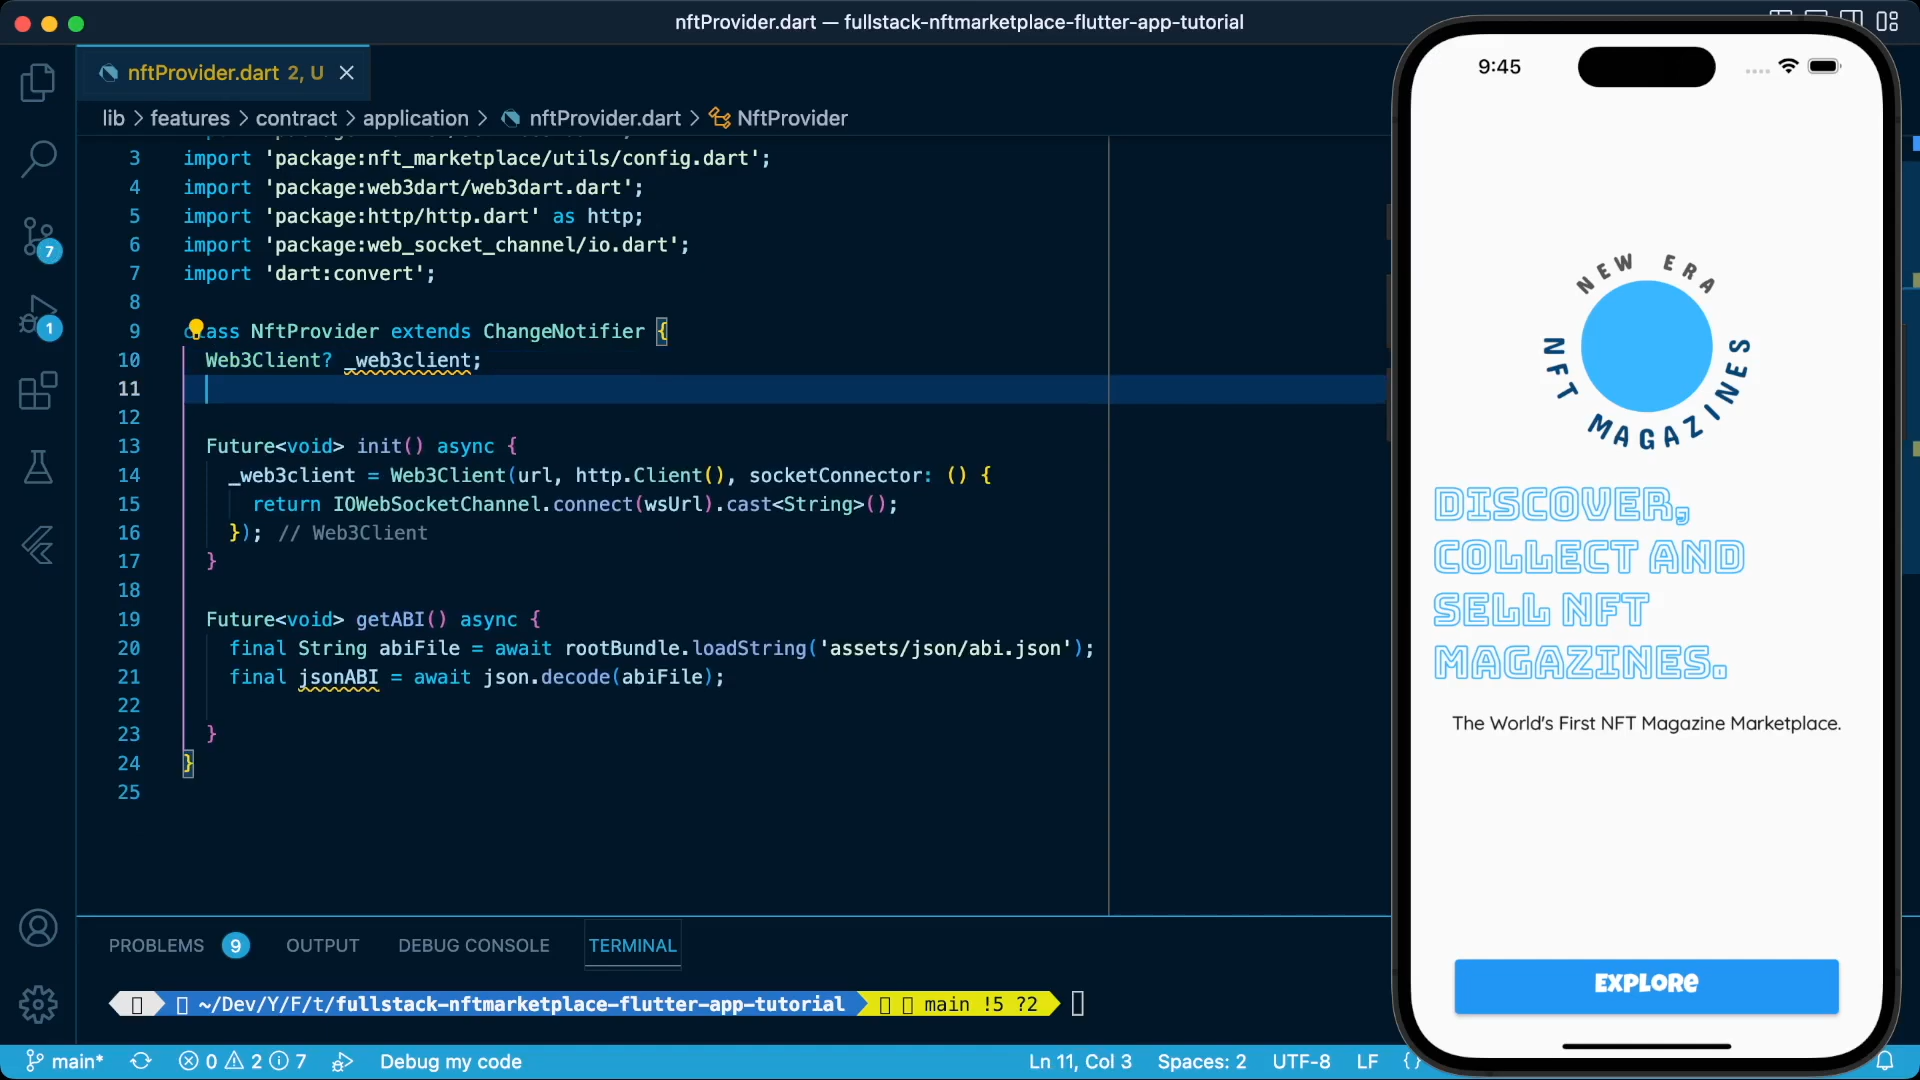 nftProvider.dart — fullstack-nftmarketplace-flutter-app-tutorial
nftProvider.dart 2, U
lib > features > contract > application > nftProvider.dart > NftProvider
3 import 'package:nft_marketplace/utils/config.dart';
4 import 'package:web3dart/web3dart.dart';
5 import 'package:http/http.dart' as http;
6 import 'package:web_socket_channel/io.dart';
7 import 'dart:convert';
8
9 class NftProvider extends ChangeNotifier {
10 Web3Client? _web3client;
11
12
13 Future<void> init() async {
14 _web3client = Web3Client(url, http.Client(), socketConnector: () {
15 return IOWebSocketChannel.connect(wsUrl).cast<String>();
16 }); // Web3Client
17 }
18
19 Future<void> getABI() async {
20 final String abiFile = await rootBundle.loadString('assets/json/abi.json');
21 final jsonABI = await json.decode(abiFile);
22
23 }
24 }
25
7
1
PROBLEMS 9 OUTPUT DEBUG CONSOLE TERMINAL
~/Dev/Y/F/t/fullstack-nftmarketplace-flutter-app-tutorial main !5 ?2
main* 0 2 7 Debug my code Ln 11, Col 3 Spaces: 2 UTF-8 LF {
9:45
NEW ERA
NFT MAGAZINES
DISCOVER,
COLLECT AND
SELL NFT
MAGAZINES.
The World's First NFT Magazine Marketplace.
EXPLORE